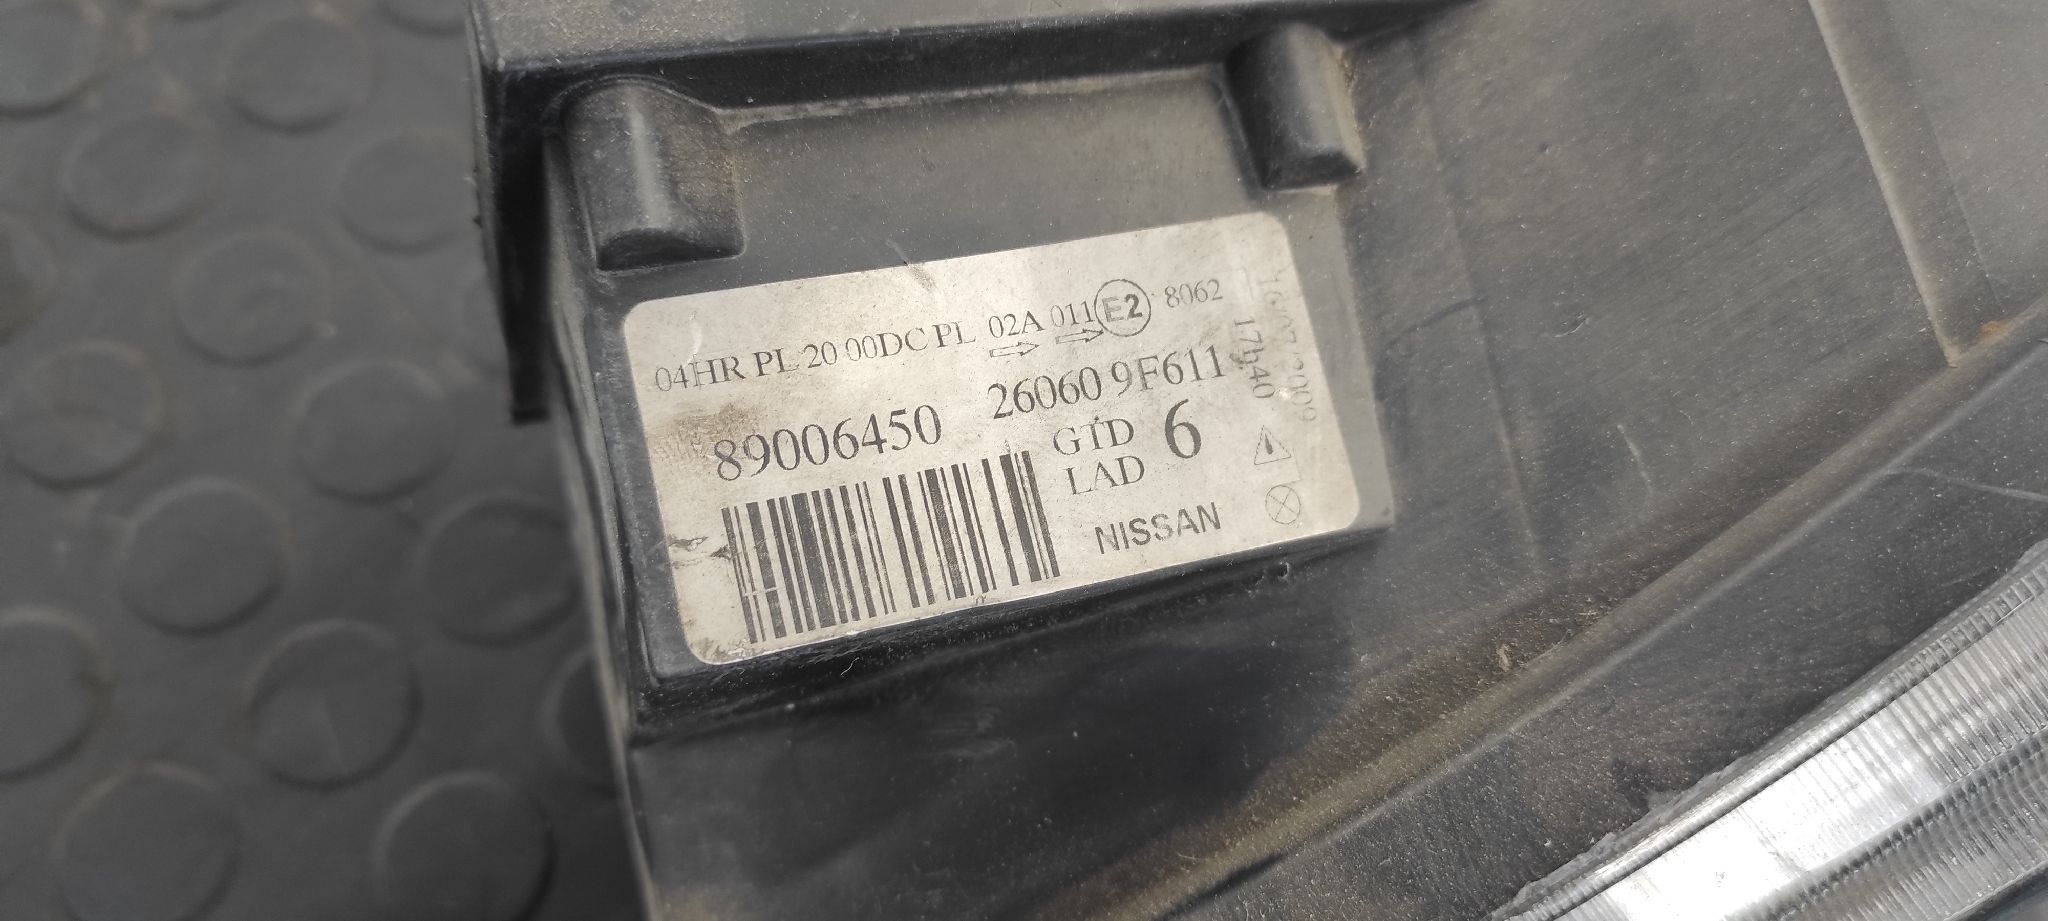 04HR PL 20 00DC PL 02A 011 E2 8062
89006450 26060 9F611
GTD 6
LAD
NISSAN
17h40